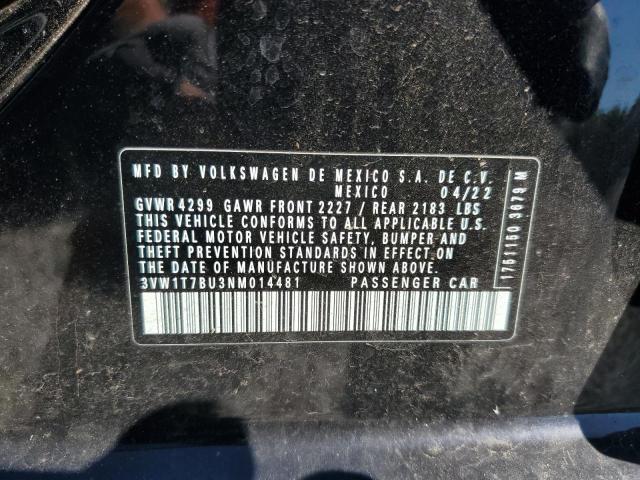 MFD BY VOLKSWAGEN DE MEXICO S.A. DE C.V.
MEXICO 04/22
GVWR 4299 GAWR FRONT 2227 / REAR 2183 LBS
THIS VEHICLE CONFORMS TO ALL APPLICABLE U.S.
FEDERAL MOTOR VEHICLE SAFETY, BUMPER AND
THEFT PREVENTION STANDARDS IN EFFECT ON
THE DATE OF MANUFACTURE SHOWN ABOVE.
3VW1T7BU3NM014481 PASSENGER CAR
1761160 3679 M